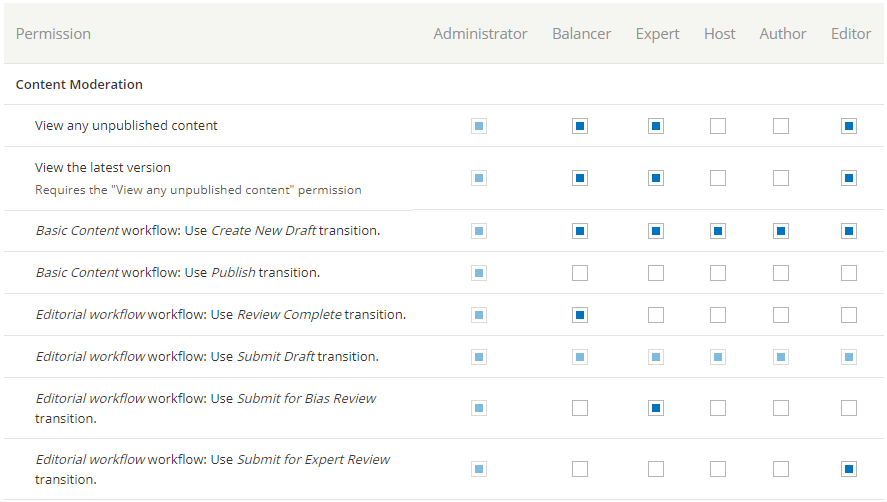 Permission Administrator Balancer Expert Host Author Editor
Content Moderation
View any unpublished content
View the latest version
Requires the "View any unpublished content" permission
Basic Content workflow: Use Create New Draft transition.
Basic Content workflow: Use Publish transition.
Editorial workflow workflow: Use Review Complete transition.
Editorial workflow workflow: Use Submit Draft transition.
Editorial workflow workflow: Use Submit for Bias Review
transition.
Editorial workflow workflow: Use Submit for Expert Review
transition.